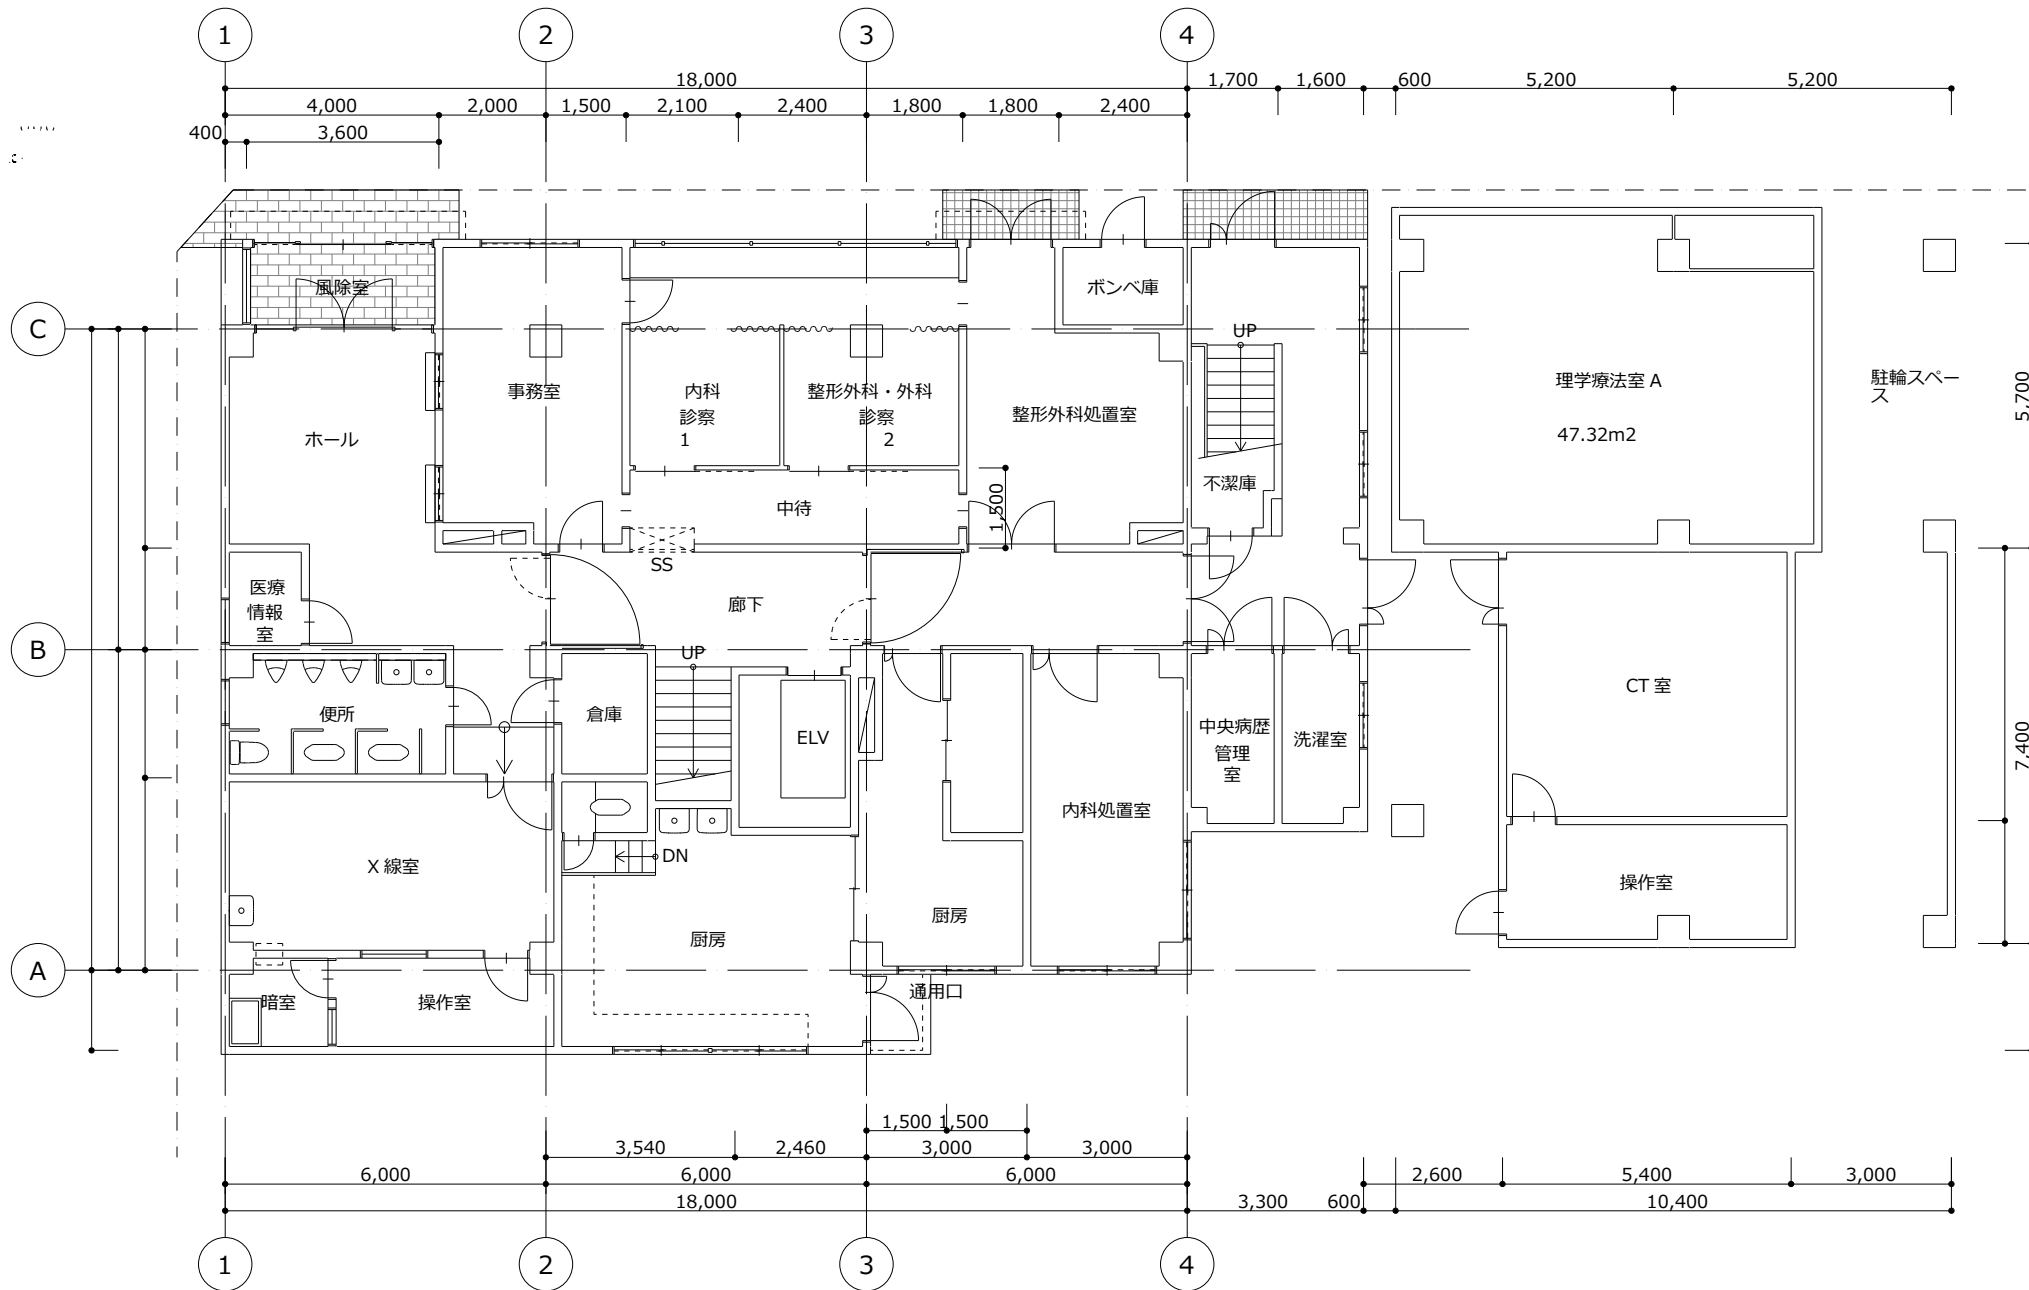 1
2
3
4
18,000
1,700
1,600
600
5,200
5,200
4,000
2,000
1,500
2,100
2,400
1,800
1,800
2,400
400
3,600
C
B
A
風除室
ボンベ庫
UP
事務室
内科
診察
1
整形外科・外科
診察
2
整形外科処置室
ホール
理学療法室 A
47.32m2
駐輪スペー
ス
5,700
不潔庫
中待
1,500
SS
医療
情報
室
廊下
UP
便所
倉庫
ELV
中央病歴
管理
室
洗濯室
CT 室
7,400
内科処置室
X 線室
DN
操作室
厨房
厨房
暗室
操作室
通用口
1,500
1,500
3,540
2,460
3,000
3,000
6,000
6,000
6,000
2,600
5,400
3,000
18,000
3,300
600
10,400
1
2
3
4